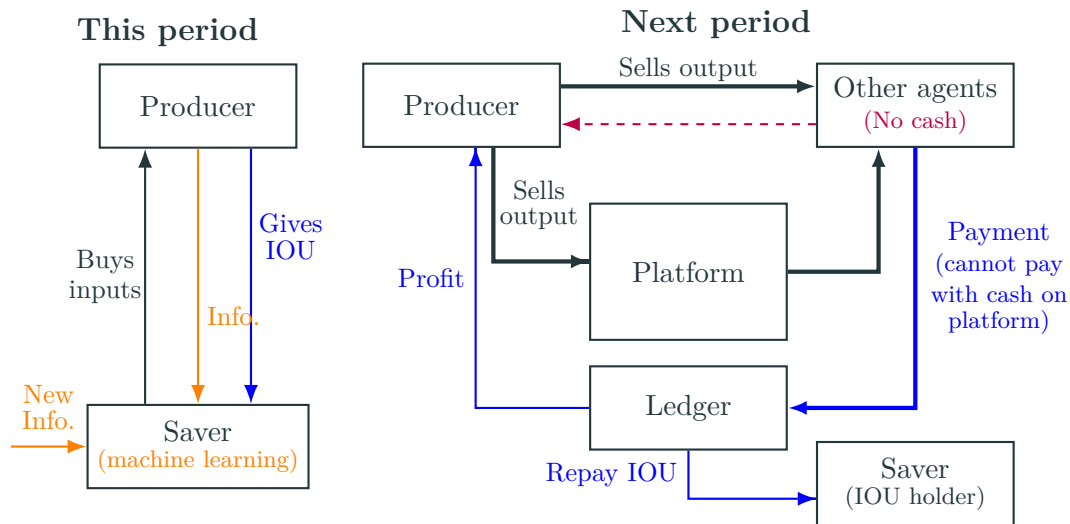 This period
Producer
Buys
inputs
Info.
Gives
IOU
New
Info.
Saver
(machine learning)
Next period
Producer
Sells output
Other agents
(No cash)
Sells
output
Platform
Payment
(cannot pay
with cash on
platform)
Profit
Ledger
Repay IOU
Saver
(IOU holder)